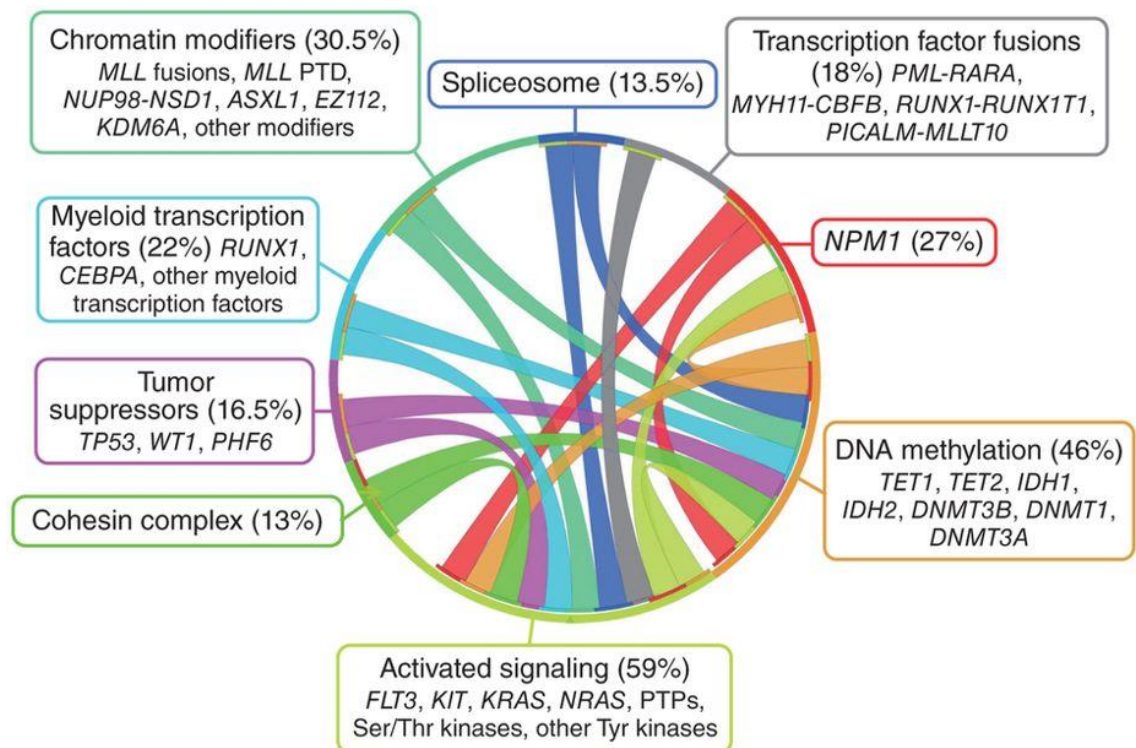 Chromatin modifiers (30.5%)
MLL fusions, MLL PTD,
NUP98-NSD1, ASXL1, EZ112,
KDM6A, other modifiers
Spliceosome (13.5%)
Transcription factor fusions
(18%) PML-RARA,
MYH11-CBFB, RUNX1-RUNX1T1,
PICALM-MLLT10
Myeloid transcription
factors (22%) RUNX1,
CEBPA, other myeloid
transcription factors
NPM1 (27%)
Tumor
suppressors (16.5%)
TP53, WT1, PHF6
DNA methylation (46%)
TET1, TET2, IDH1,
IDH2, DNMT3B, DNMT1,
DNMT3A
Cohesin complex (13%)
Activated signaling (59%)
FLT3, KIT, KRAS, NRAS, PTPs,
Ser/Thr kinases, other Tyr kinases